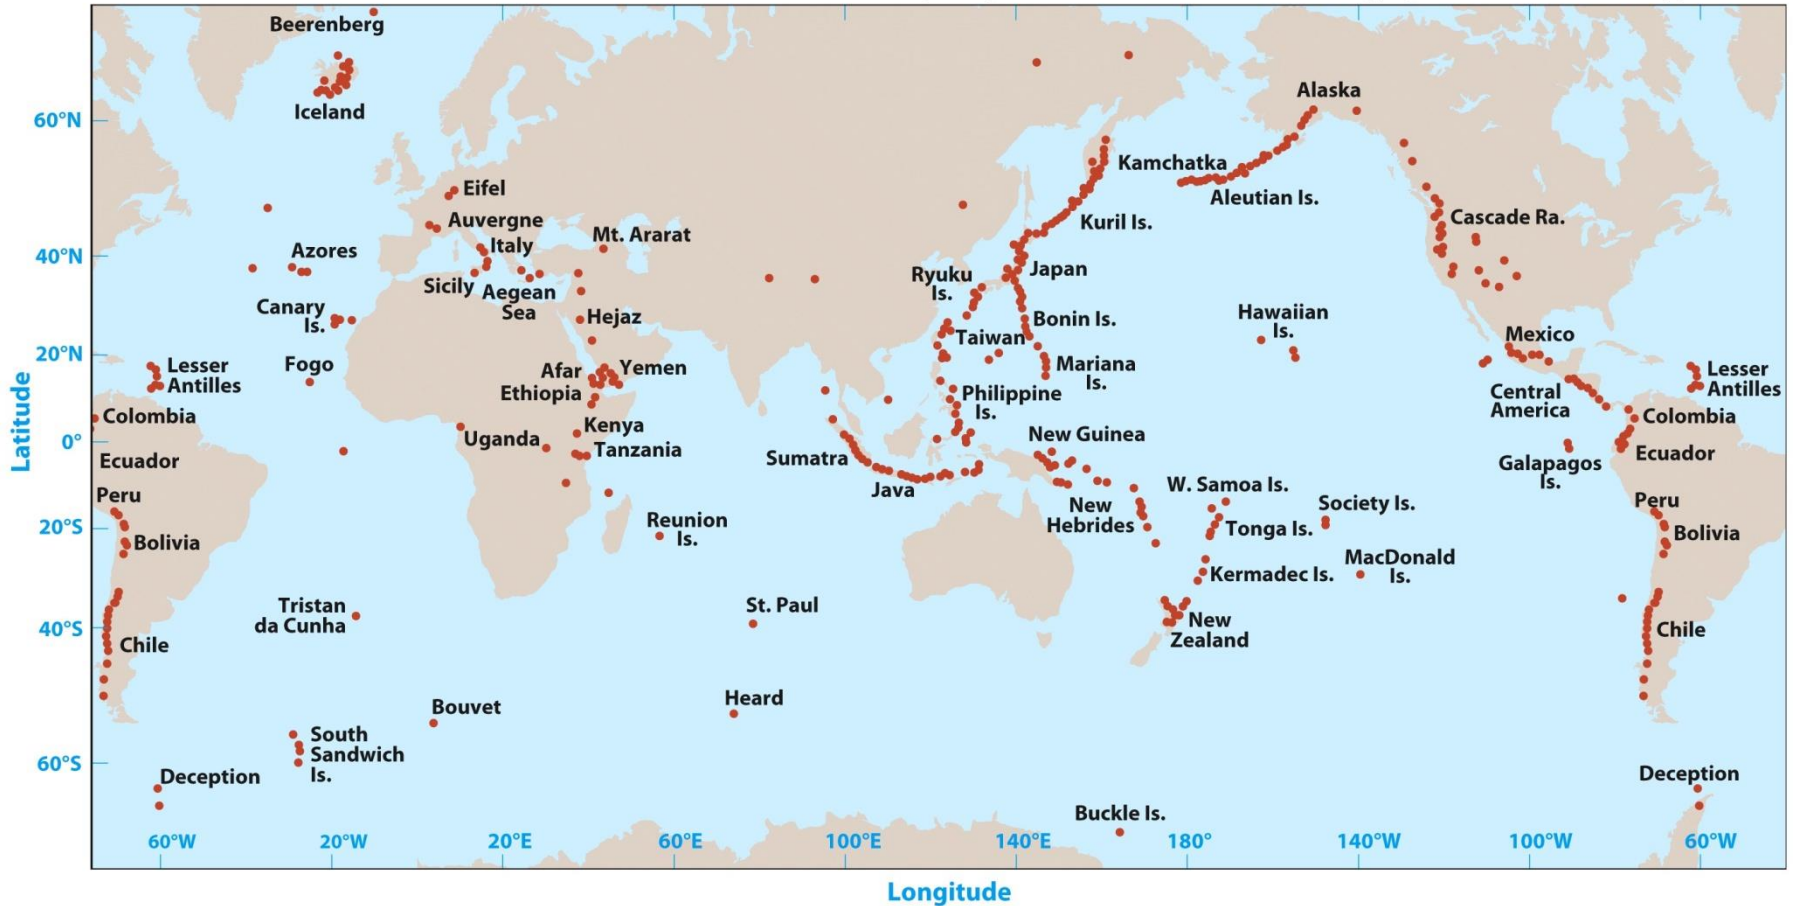 Beerenberg
Iceland
Alaska
60°N
Kamchatka
Aleutian Is.
Eifel
Auvergne
Cascade Ra.
Kuril Is.
Mt. Ararat
Italy
Azores
40°N
Japan
Ryuku
Is.
Sicily
Aegean
Sea
Canary
Is.
Hejaz
Bonin Is.
Hawaiian
Is.
Taiwan
Mexico
20°N
Lesser
Antilles
Fogo
Afar
Yemen
Ethiopia
Mariana
Is.
Philippine
Is.
Central
America
Lesser
Antilles
Colombia
Kenya
Colombia
0°
Uganda
Tanzania
New Guinea
Sumatra
Ecuador
Galapagos
Is.
Ecuador
Java
Peru
W. Samoa Is.
Society Is.
Peru
New
Hebrides
20°S
Reunion
Is.
Tonga Is.
Bolivia
Bolivia
MacDonald
Is.
Kermadec Is.
Tristan
da Cunha
St. Paul
New
Zealand
40°S
Chile
Chile
Heard
Bouvet
South
Sandwich
Is.
60°S
Deception
Deception
Buckle Is.
60°W
20°W
20°E
60°E
100°E
140°E
180°
140°W
100°W
60°W
Latitude
Longitude